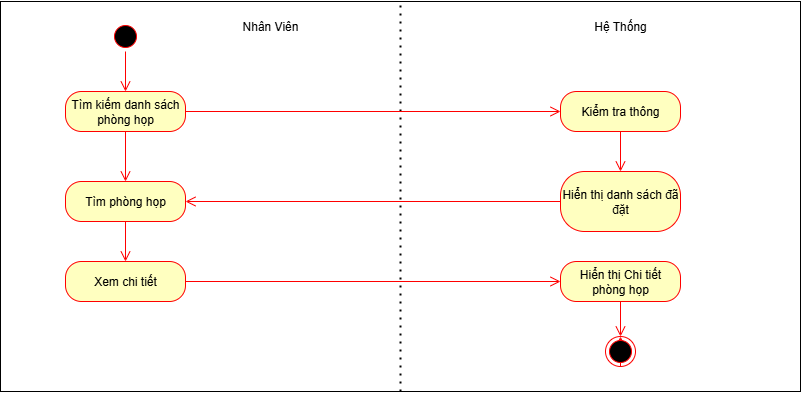 Nhân Viên
Hệ Thống
Tìm kiếm danh sách
phòng họp
Kiểm tra thông
Tìm phòng họp
Hiển thị danh sách đã
đặt
Xem chi tiết
Hiển thị Chi tiết
phòng họp